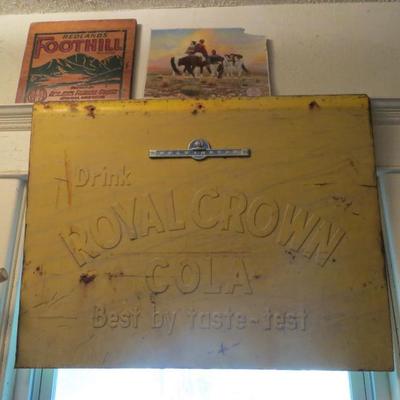 REDLANDS
FOOTHILL
Drink
ROYAL CROWN
COLA
Best by taste-test